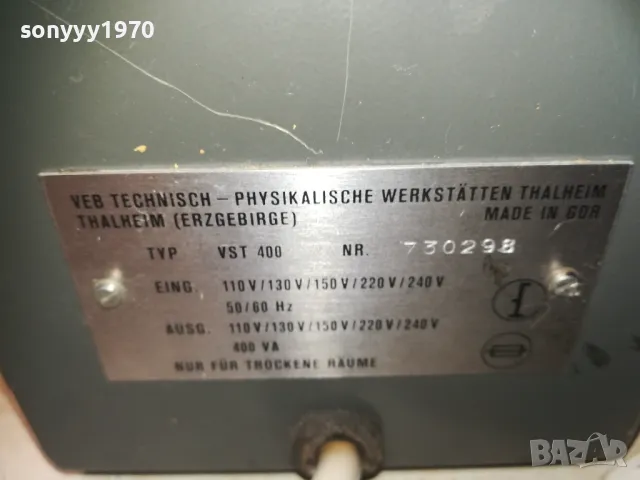 sonyyy1970
VEB TECHNISCH – PHYSIKALISCHE WERKSTÄTTEN THALHEIM
THALHEIM (ERZGEBIRGE) MADE IN GDR
TYP VST 400 NR. 730298
EING. 110 V / 130 V / 150 V / 220 V / 240 V
50/60 Hz
AUSG. 110 V / 130 V / 150 V / 220 V / 240 V
400 VA
NUR FÜR TROCKENE RÄUME
BAZAR